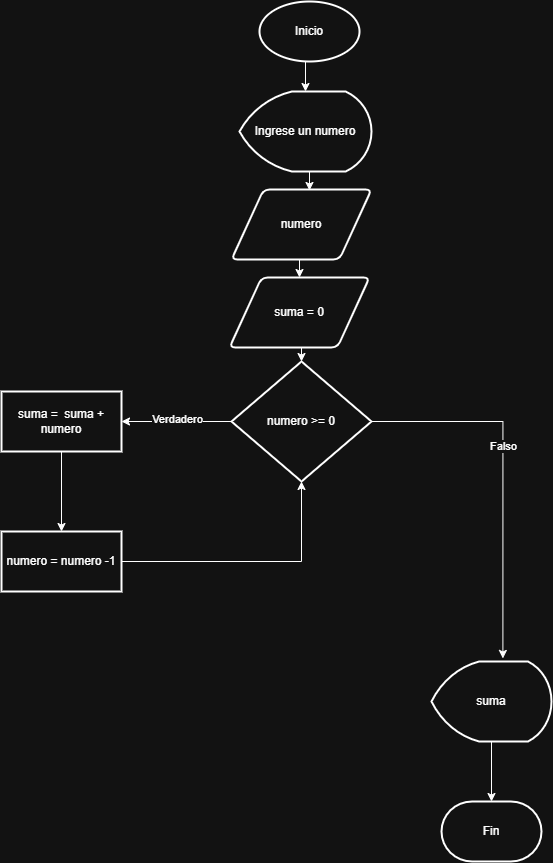 Inicio
Ingrese un numero
numero
suma = 0
numero >= 0
Verdadero
suma =  suma +
numero
numero = numero -1
Falso
suma
Fin